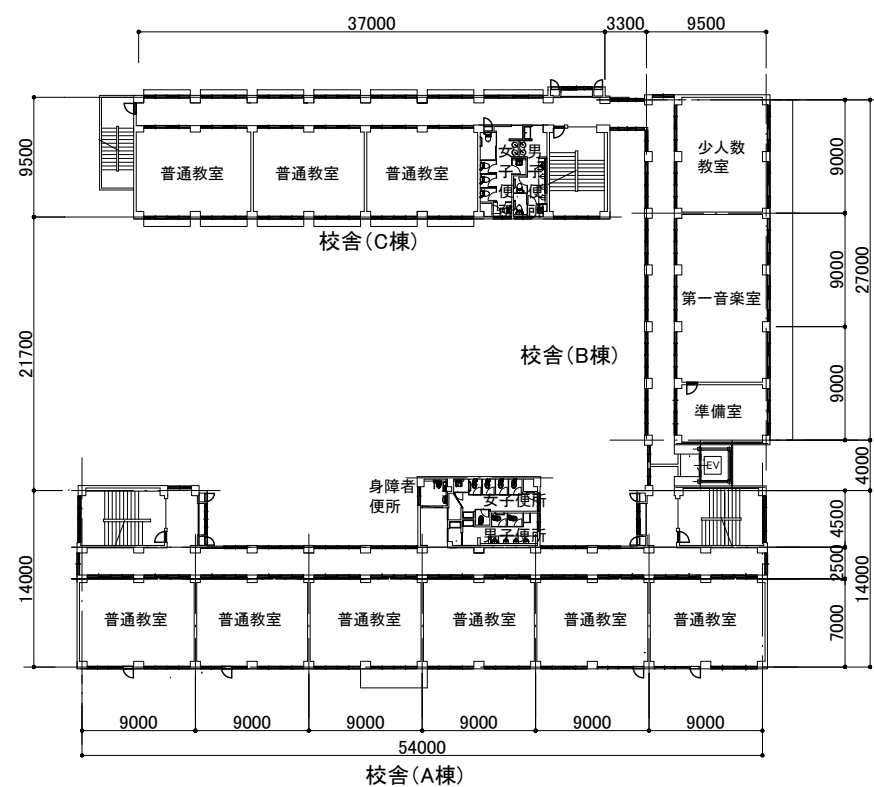 37000
3300
9500
9500
普通教室
普通教室
普通教室
女子便所
男子便所
少人数
教室
9000
校舎（C棟）
第一音楽室
9000
27000
21700
校舎（B棟）
9000
準備室
EV
4000
身障者
便所
女子便所
男子便所
4500
2500
14000
14000
普通教室
普通教室
普通教室
普通教室
普通教室
普通教室
7000
9000
9000
9000
9000
9000
9000
54000
校舎（A棟）